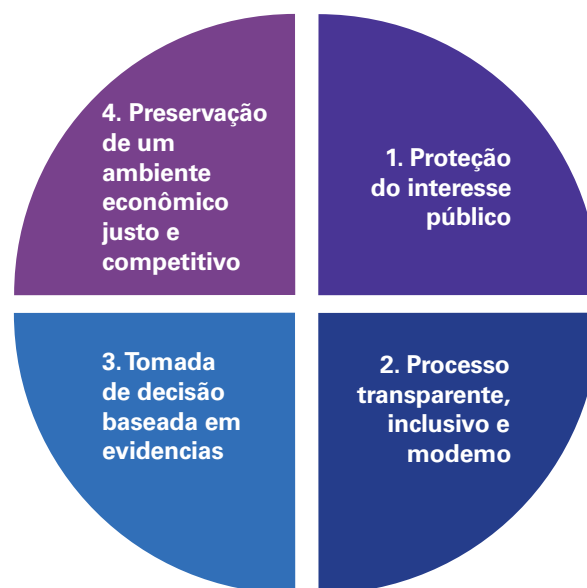 1. Proteção
do interesse
público
2. Processo
transparente,
inclusivo e
modemo
3. Tomada
de decisão
baseada em
evidencias
4. Preservação
de um
ambiente
econômico
justo e
competitivo